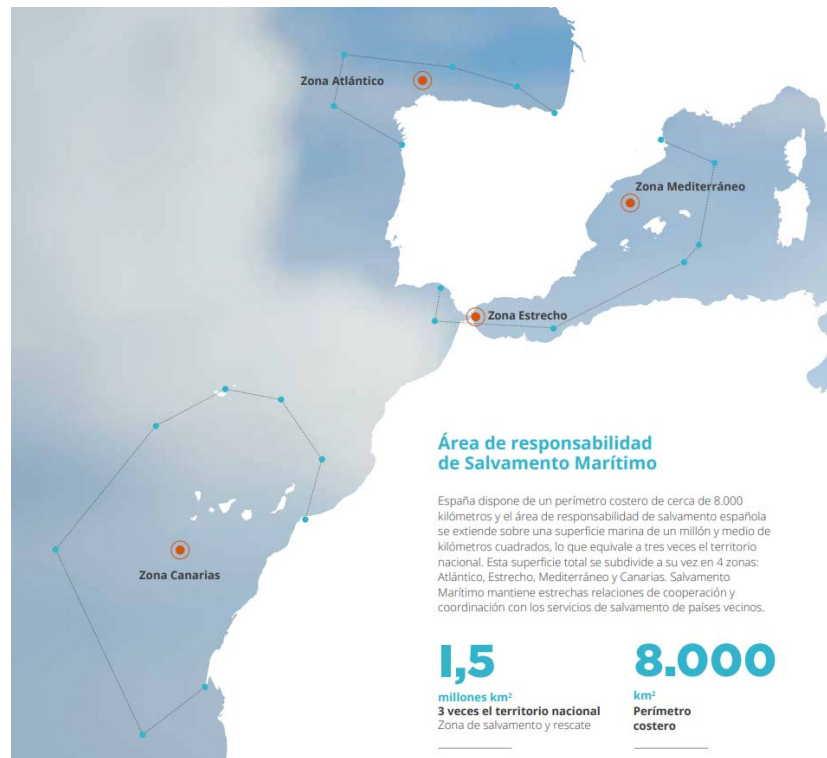 Zona Atlántico
Zona Mediterráneo
Zona Estrecho
Zona Canarias
Área de responsabilidad
de Salvamento Marítimo
España dispone de un perímetro costero de cerca de 8.000
kilómetros y el área de responsabilidad de salvamento española
se extiende sobre una superficie marina de un millón y medio de
kilómetros cuadrados, lo que equivale a tres veces el territorio
nacional. Esta superficie total se subdivide a su vez en 4 zonas:
Atlántico, Estrecho, Mediterráneo y Canarias. Salvamento
Marítimo mantiene estrechas relaciones de cooperación y
coordinación con los servicios de salvamento de países vecinos.
1,5
millones km²
3 veces el territorio nacional
Zona de salvamento y rescate
8.000
km²
Perímetro
costero